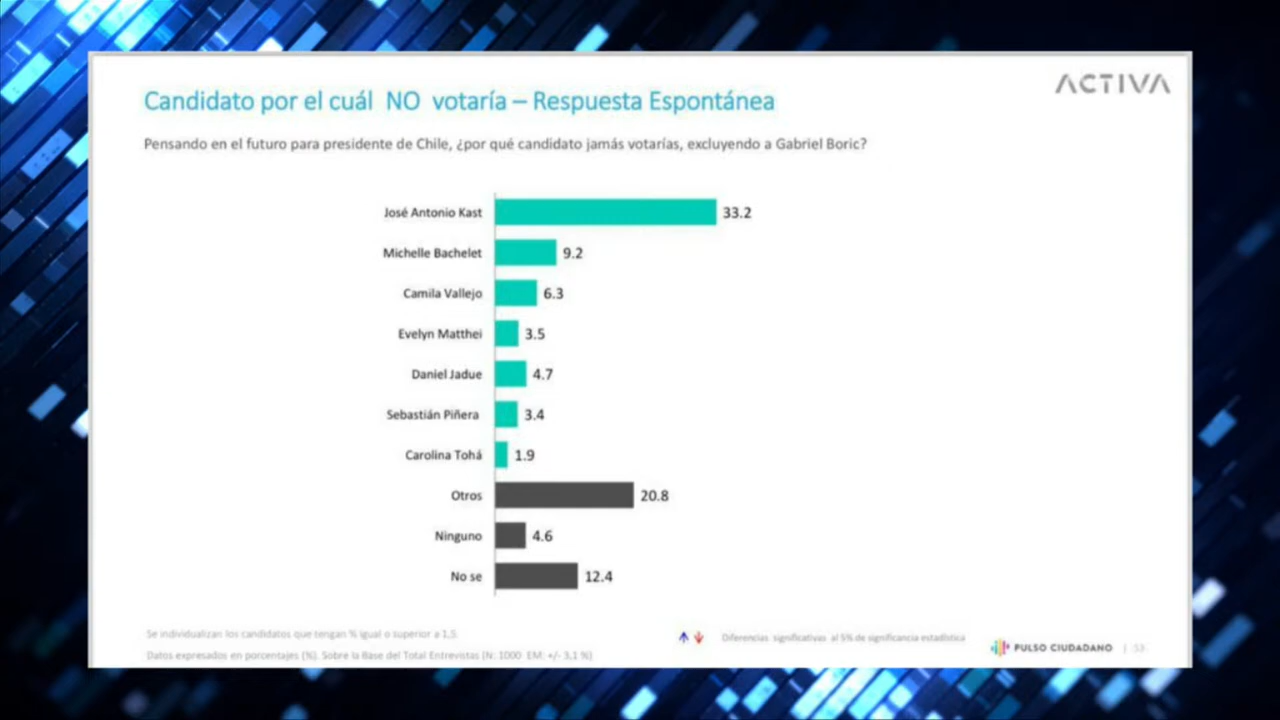 ACTIVA
Candidato por el cuál NO votaría – Respuesta Espontánea
Pensando en el futuro para presidente de Chile, ¿por qué candidato jamás votarías, excluyendo a Gabriel Boric?
José Antonio Kast 33.2
Michelle Bachelet 9.2
Camila Vallejo 6.3
Evelyn Matthei 3.5
Daniel Jadue 4.7
Sebastián Piñera 3.4
Carolina Tohá 1.9
Otros 20.8
Ninguno 4.6
No se 12.4
Se individualizan los candidatos que tengan % igual o superior a 1,5.
Diferencias significativas al 5% de significancia estadística
Datos expresados en porcentajes (%). Sobre la Base del Total Entrevistas (N: 1000 EM: +/- 3,1 %)
PULSO CIUDADANO | 53